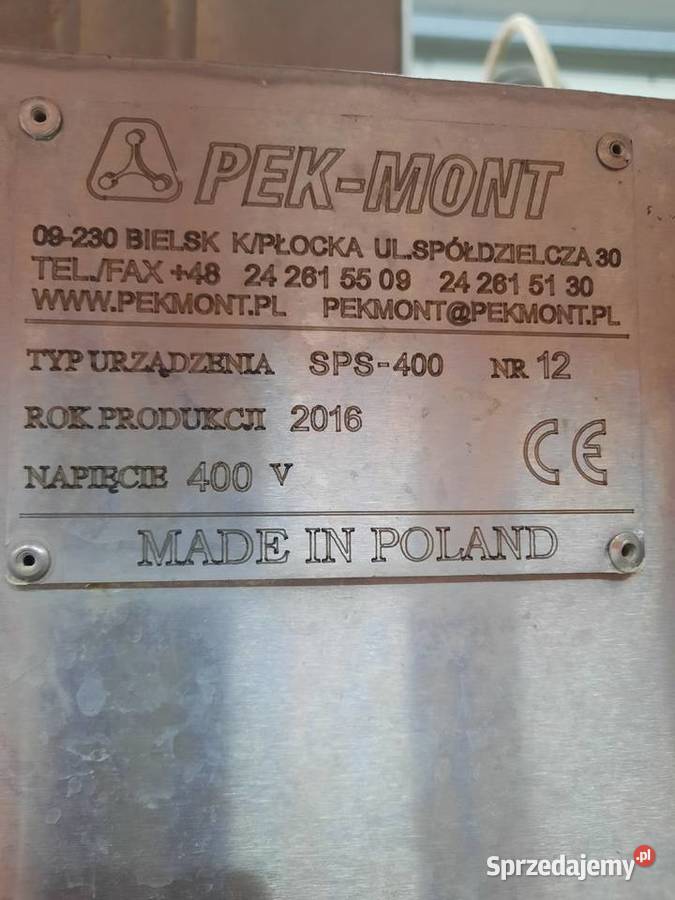 PEK-MONT
09-230 BIELSK K/PŁOCKA UL.SPÓŁDZIELCZA 30
TEL./FAX +48 24 261 55 09 24 261 51 30
WWW.PEKMONT.PL PEKMONT@PEKMONT.PL
TYP URZĄDZENIA SPS-400 NR 12
ROK PRODUKCJI 2016
NAPIĘCIE 400 V
CE
MADE IN POLAND
Sprzedajemy.pl